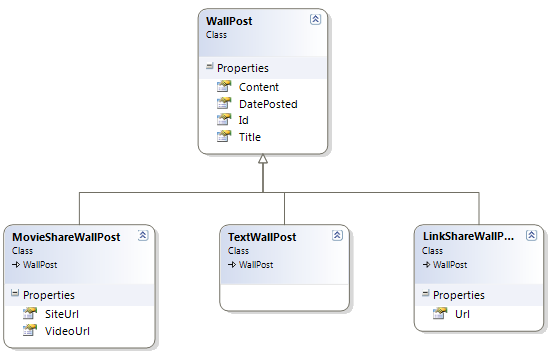 WallPost
Class
Properties
Content
DatePosted
Id
Title
MovieShareWallPost
Class
WallPost
Properties
SiteUrl
VideoUrl
TextWallPost
Class
WallPost
LinkShareWallP...
Class
WallPost
Properties
Url